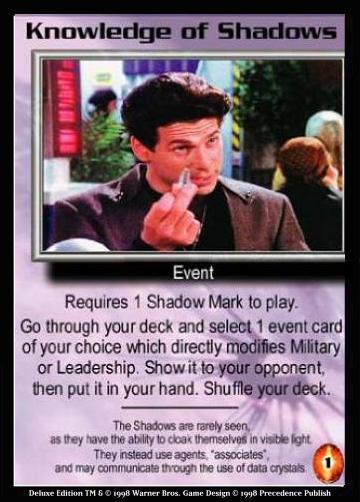 Knowledge of Shadows
Event
Requires 1 Shadow Mark to play.
Go through your deck and select 1 event card
of your choice which directly modifies Military
or Leadership. Show it to your opponent,
then put it in your hand. Shuffle your deck.
The Shadows are rarely seen,
as they have the ability to cloak themselves in visible light.
They instead use agents, "associates",
and may communicate through the use of data crystals.
1
Deluxe Edition TM & © 1998 Warner Bros. Game Design © 1998 Precedence Publish